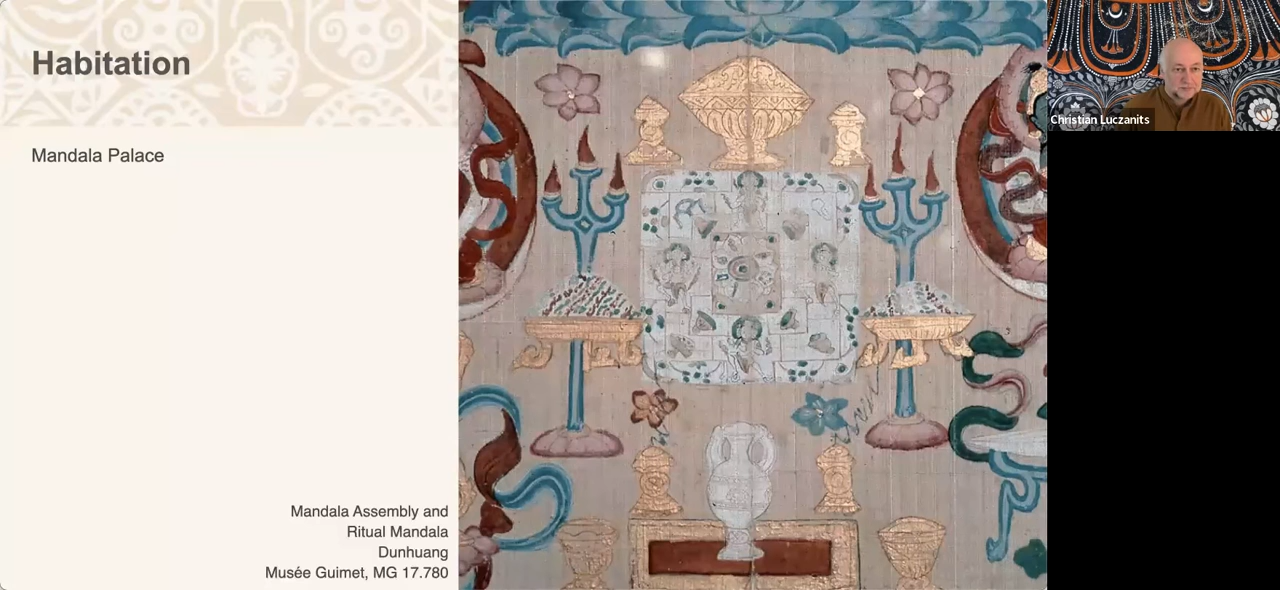 Habitation
Mandala Palace
Mandala Assembly and
Ritual Mandala
Dunhuang
Musée Guimet, MG 17.780
Christian Luczanits